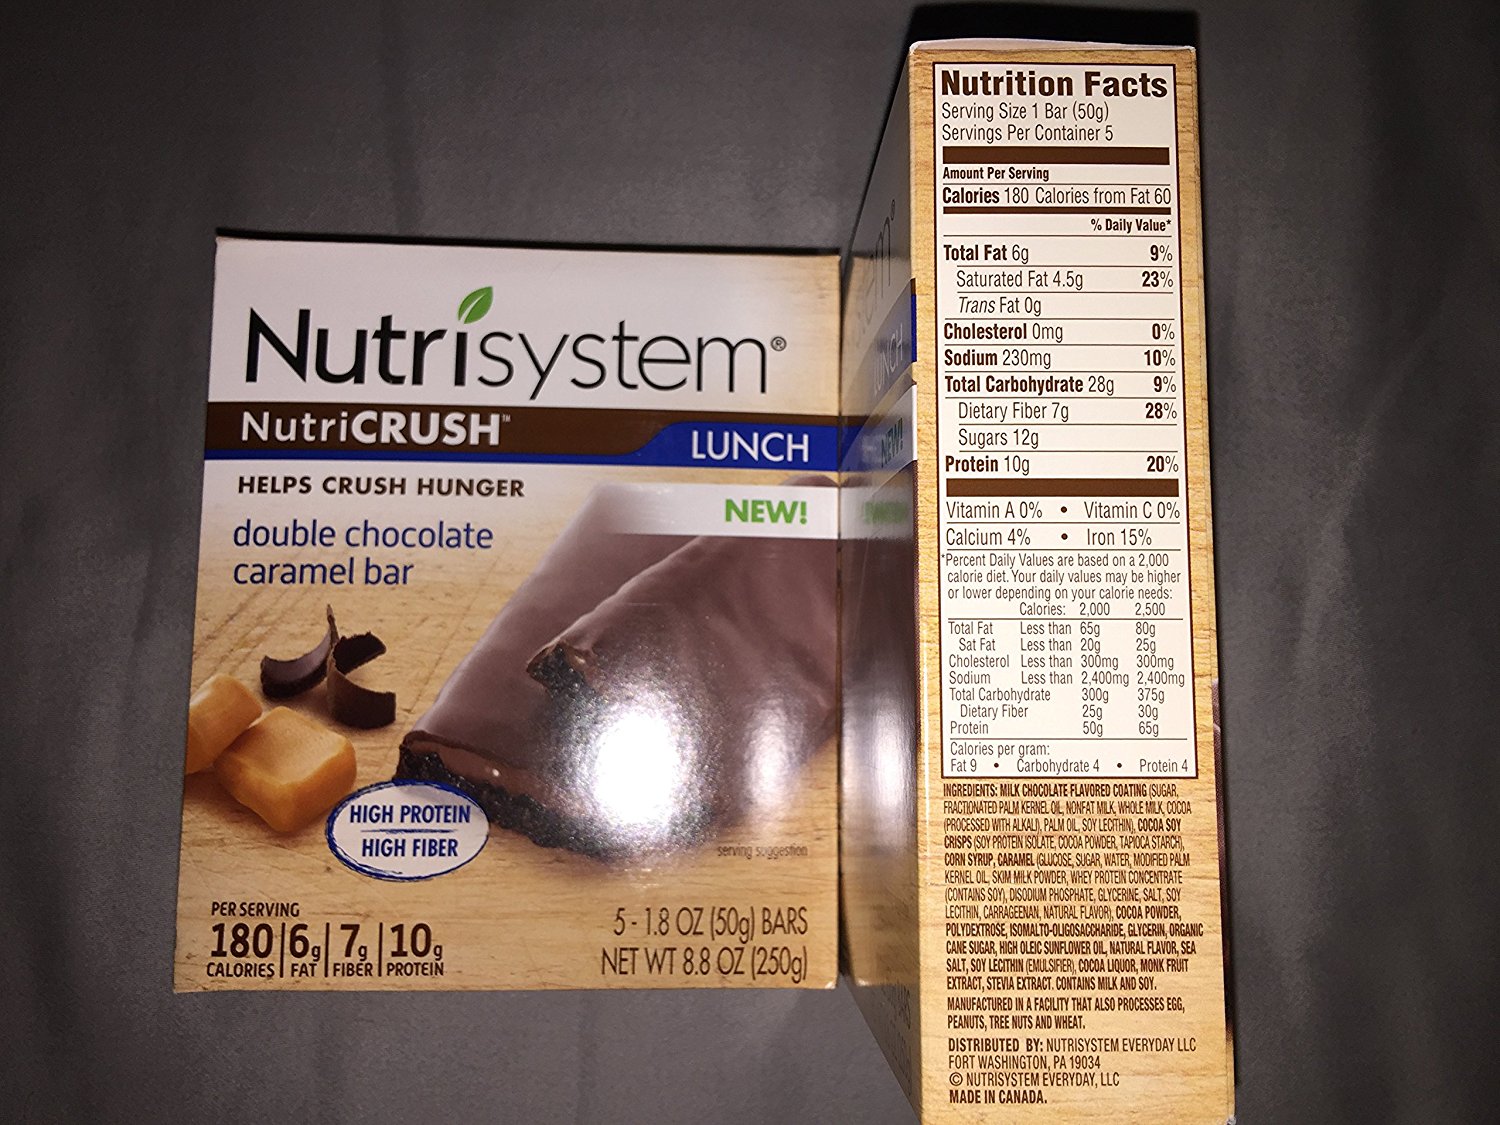 Nutrisystem®
NutriCRUSH™
LUNCH
HELPS CRUSH HUNGER
NEW!
double chocolate
caramel bar
HIGH PROTEIN
HIGH FIBER
serving suggestion
PER SERVING
180 6g 7g 10g
CALORIES FAT FIBER PROTEIN
5 - 1.8 OZ (50g) BARS
NET WT 8.8 OZ (250g)
LUNCH
NEW!
Nutrition Facts
Serving Size 1 Bar (50g)
Servings Per Container 5
Amount Per Serving
Calories 180 Calories from Fat 60
% Daily Value*
Total Fat 6g 9%
Saturated Fat 4.5g 23%
Trans Fat 0g
Cholesterol 0mg 0%
Sodium 230mg 10%
Total Carbohydrate 28g 9%
Dietary Fiber 7g 28%
Sugars 12g
Protein 10g 20%
Vitamin A 0% • Vitamin C 0%
Calcium 4% • Iron 15%
*Percent Daily Values are based on a 2,000
calorie diet. Your daily values may be higher
or lower depending on your calorie needs:
Calories: 2,000 2,500
Total Fat Less than 65g 80g
Sat Fat Less than 20g 25g
Cholesterol Less than 300mg 300mg
Sodium Less than 2,400mg 2,400mg
Total Carbohydrate 300g 375g
Dietary Fiber 25g 30g
Protein 50g 65g
Calories per gram:
Fat 9 • Carbohydrate 4 • Protein 4
INGREDIENTS: MILK CHOCOLATE FLAVORED COATING (SUGAR,
FRACTIONATED PALM KERNEL OIL, NONFAT MILK, WHOLE MILK, COCOA
(PROCESSED WITH ALKALI), PALM OIL, SOY LECITHIN), COCOA SOY
CRISPS (SOY PROTEIN ISOLATE, COCOA POWDER, TAPIOCA STARCH),
CORN SYRUP, CARAMEL (GLUCOSE, SUGAR, WATER, MODIFIED PALM
KERNEL OIL, SKIM MILK POWDER, WHEY PROTEIN CONCENTRATE
(CONTAINS SOY), DISODIUM PHOSPHATE, GLYCERINE, SALT, SOY
LECITHIN, CARRAGEENAN, NATURAL FLAVOR), COCOA POWDER,
POLYDEXTROSE, ISOMALTO-OLIGOSACCHARIDE, GLYCERIN, ORGANIC
CANE SUGAR, HIGH OLEIC SUNFLOWER OIL, NATURAL FLAVOR, SEA
SALT, SOY LECITHIN (EMULSIFIER), COCOA LIQUOR, MONK FRUIT
EXTRACT, STEVIA EXTRACT. CONTAINS MILK AND SOY.
MANUFACTURED IN A FACILITY THAT ALSO PROCESSES EGG,
PEANUTS, TREE NUTS AND WHEAT.
DISTRIBUTED BY: NUTRISYSTEM EVERYDAY LLC
FORT WASHINGTON, PA 19034
© NUTRISYSTEM EVERYDAY, LLC
MADE IN CANADA.